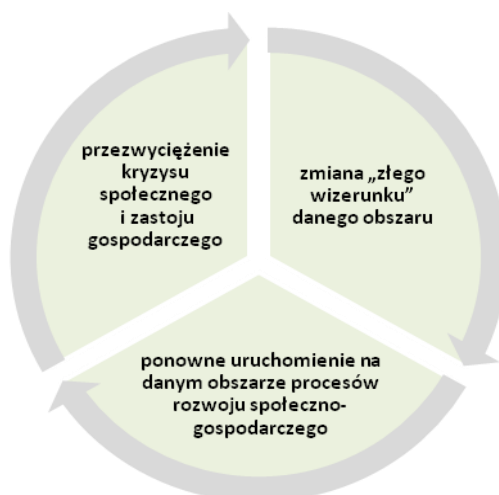 przezwyciężenie
kryzysu
społecznego
i zastoju
gospodarczego
zmiana „złego
wizerunku”
danego obszaru
ponowne uruchomienie na
danym obszarze procesów
rozwoju społeczno-
gospodarczego